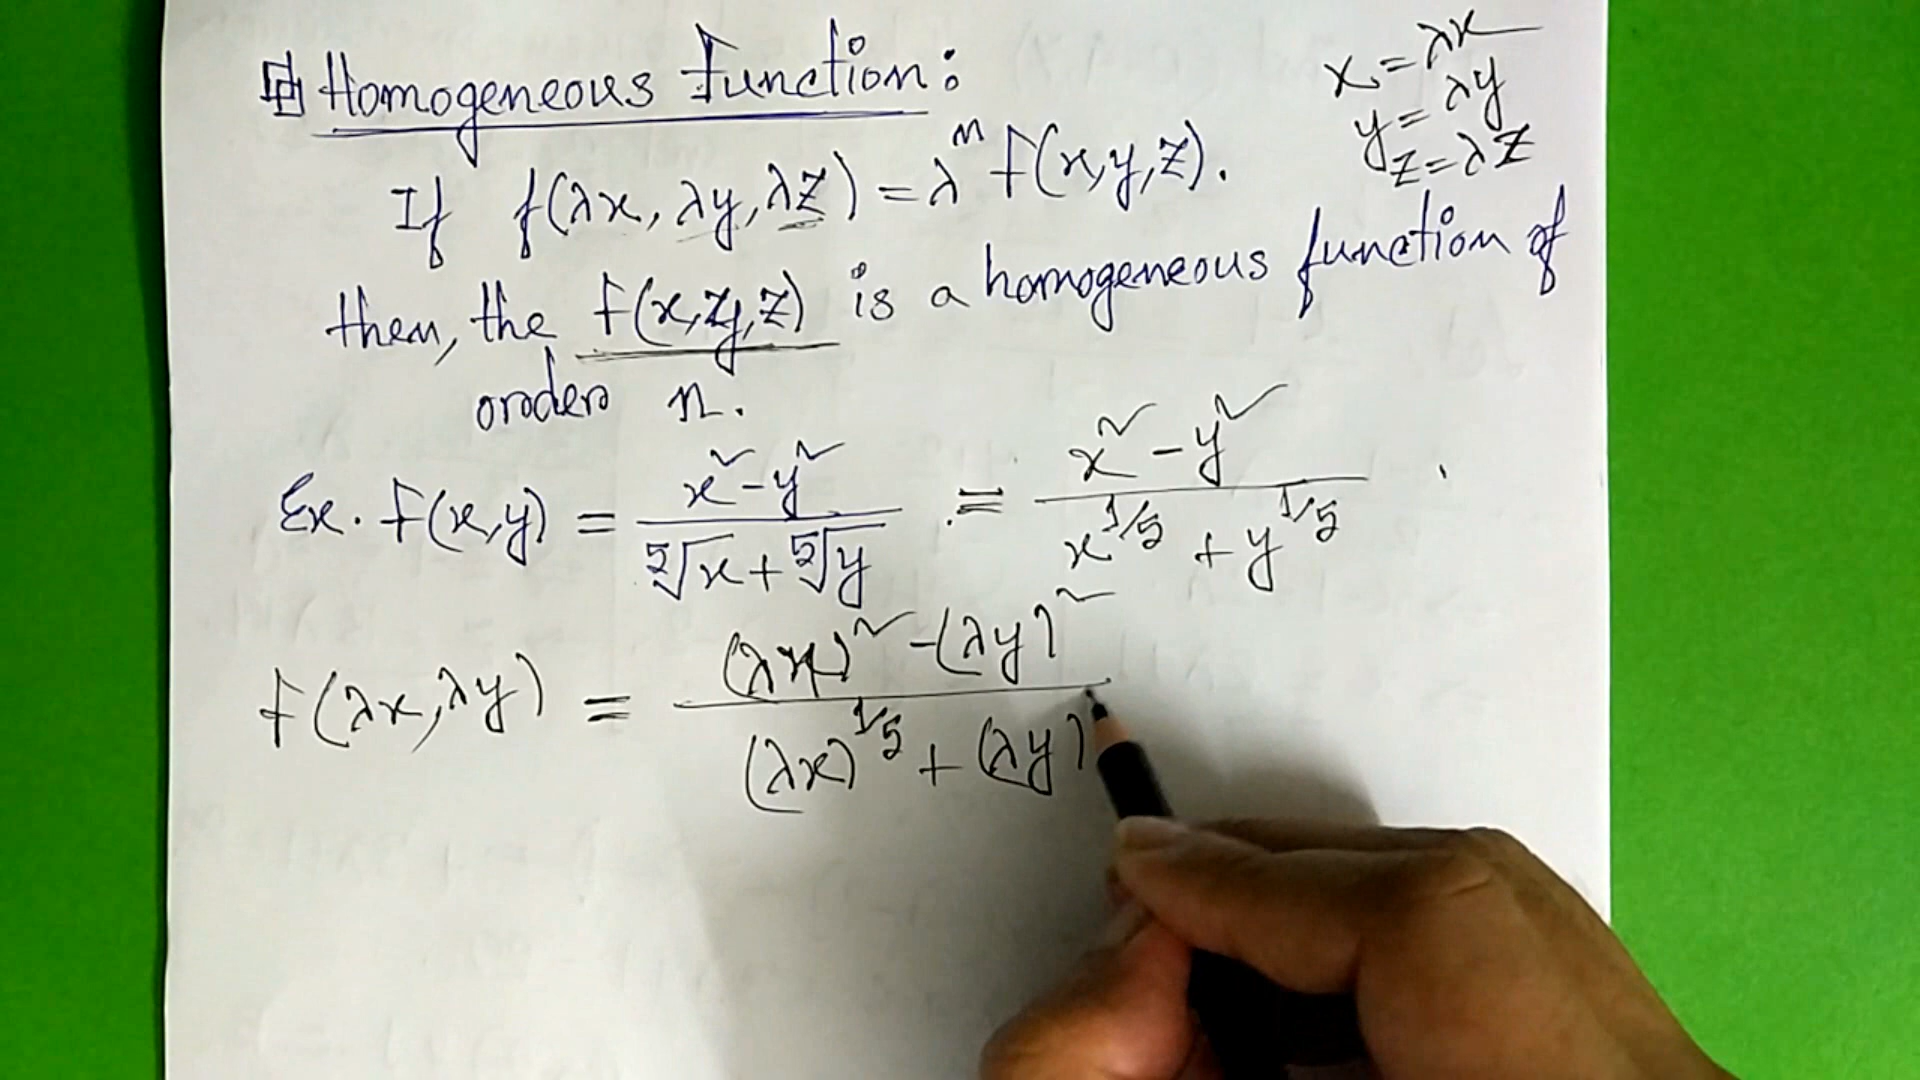 Homogeneous Function:
x = λx
y = λy
z = λz
If f(λx, λy, λz) = λⁿ f(x,y,z).
then, the f(x,y,z) is a homogeneous function of
order n.
Ex. f(x,y) = (x² - y²) / (⁵√x + ⁵√y) = (x² - y²) / (x^1/5 + y^1/5)
f(λx, λy) = ((λx)² - (λy)²) / ((λx)^1/5 + (λy)